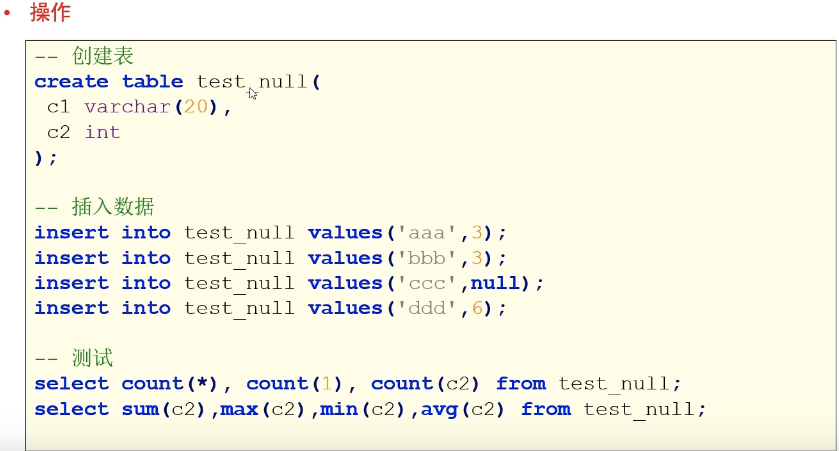 • 操作
-- 创建表
create table test_null(
c1 varchar(20),
c2 int
);
-- 插入数据
insert into test_null values('aaa',3);
insert into test_null values('bbb',3);
insert into test_null values('ccc',null);
insert into test_null values('ddd',6);
-- 测试
select count(*), count(1), count(c2) from test_null;
select sum(c2),max(c2),min(c2),avg(c2) from test_null;